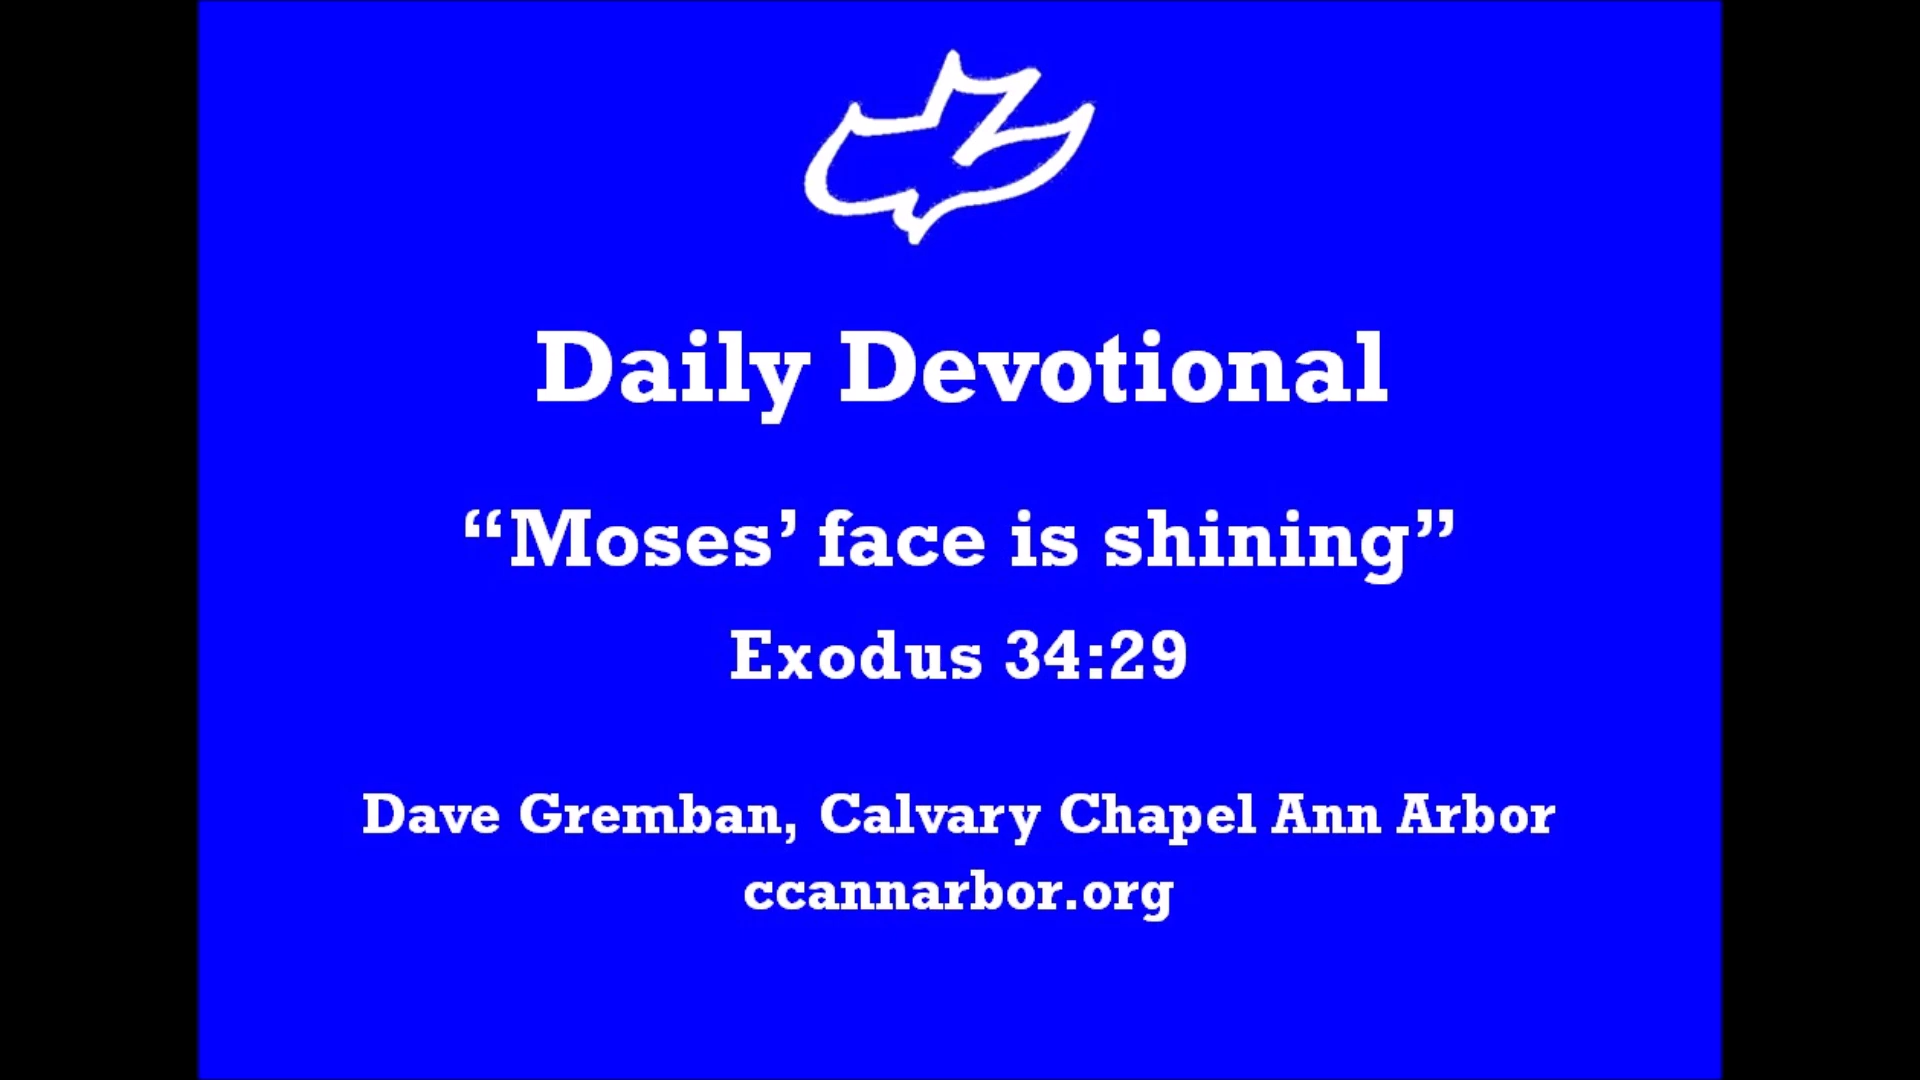 Daily Devotional
“Moses’ face is shining”
Exodus 34:29
Dave Gremban, Calvary Chapel Ann Arbor
ccannarbor.org